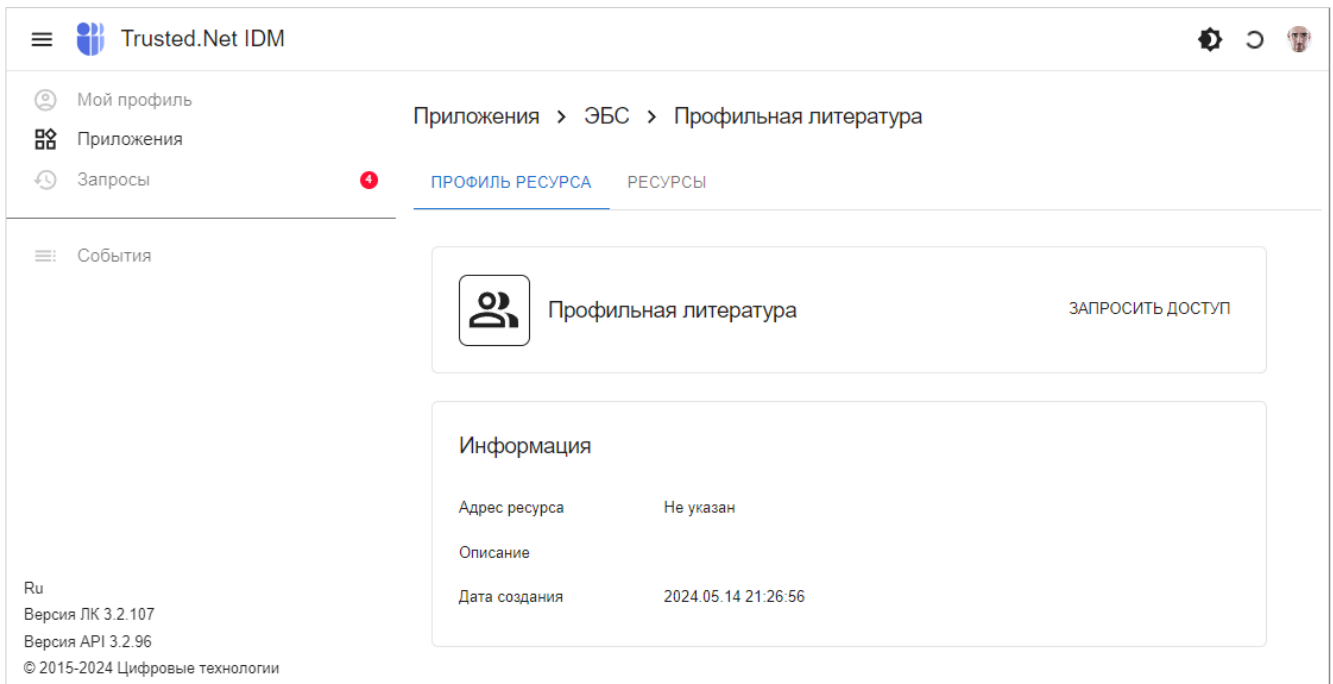 Trusted.Net IDM
Мой профиль
Приложения
Запросы 4
События
Приложения > ЭБС > Профильная литература
ПРОФИЛЬ РЕСУРСА РЕСУРСЫ
Профильная литература ЗАПРОСИТЬ ДОСТУП
Информация
Адрес ресурса Не указан
Описание
Дата создания 2024.05.14 21:26:56
Ru
Версия ЛК 3.2.107
Версия API 3.2.96
© 2015-2024 Цифровые технологии